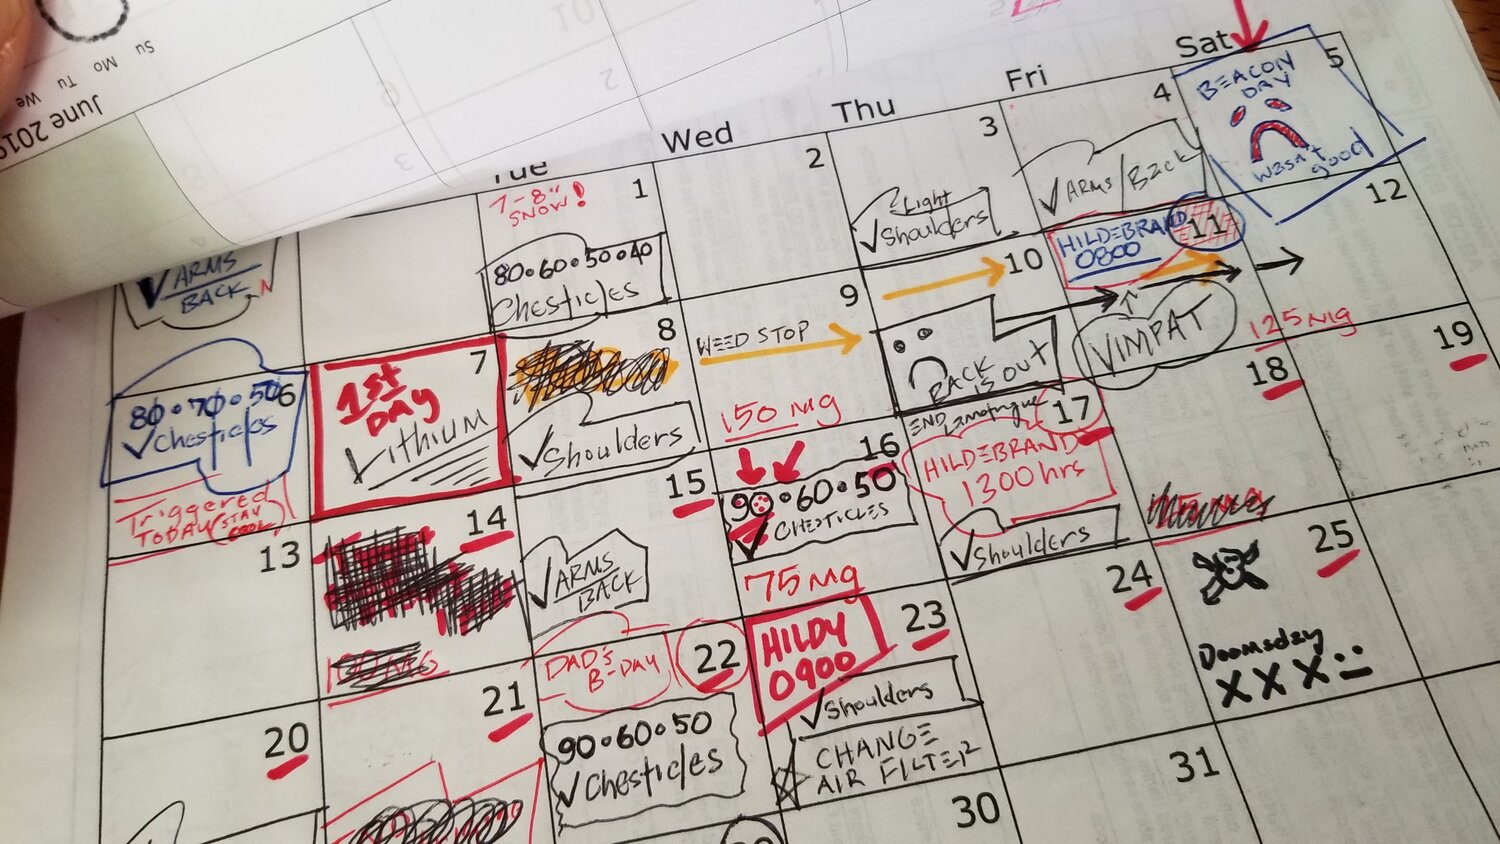 June 201
Su Mo Tu We
Tue Wed Thu Fri Sat
1
7-8"
SNOW!
80.60.50.40
Chesticles
2
3
Light
Shoulders
4
ARMS/BACK
5
BEACON
DAY
wasn't
good
ARMS
BACK
6
80.70.50
Chesticles
Triggered
TODAY (STAY
COOL)
7
1st
DAY
Lithium
8
Shoulders
9
WEED STOP
150 mg
10
BACK
IS OUT
11
HILDEBRAND
0800
VIMPAT
12
125 mg
13
14
100MG
15
ARMS
BACK
16
90.60.50
CHESTICLES
75 mg
17
END Lamotrigine
HILDEBRAND
1300 hrs
Shoulders
18
19
20
21
22
DAD'S
B-DAY
90.60.50
Chesticles
23
HILDY
0900
Shoulders
CHANGE
AIR FILTER
24
25
Doomsday
XXX
30
31